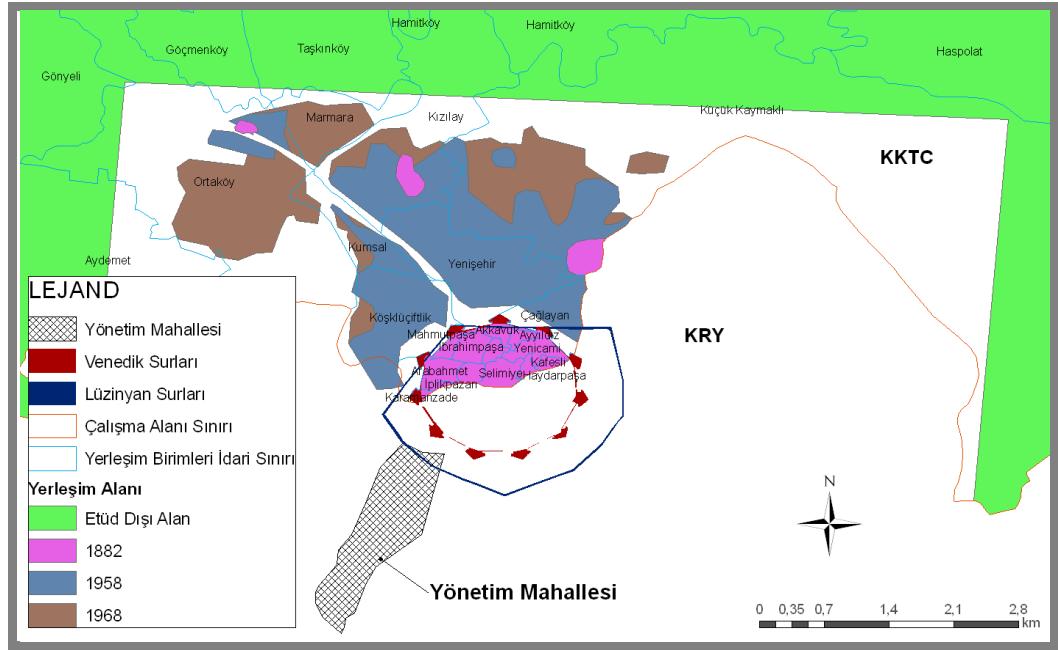 Hamitköy
Hamitköy
Göçmenköy
Taşkınköy
Haspolat
Gönyeli
Küçük Kaymaklı
Marmara
Kızılay
KKTC
Ortaköy
Kumsal
Aydemet
Yenişehir
Köşklüçiftlik
Çağlayan
Akkavuk
Mahmutpaşa
Ayyıldız
İbrahimpaşa
Yenicami
KRY
Kafesli
Arabahmet
Selimiye
Haydarpaşa
İplikpazarı
Karamanzade
LEJAND
Yönetim Mahallesi
Venedik Surları
Lüzinyan Surları
Çalışma Alanı Sınırı
Yerleşim Birimleri İdari Sınırı
Yerleşim Alanı
Etüd Dışı Alan
1882
1958
1968
Yönetim Mahallesi
N
0 0,35 0,7 1,4 2,1 2,8
km